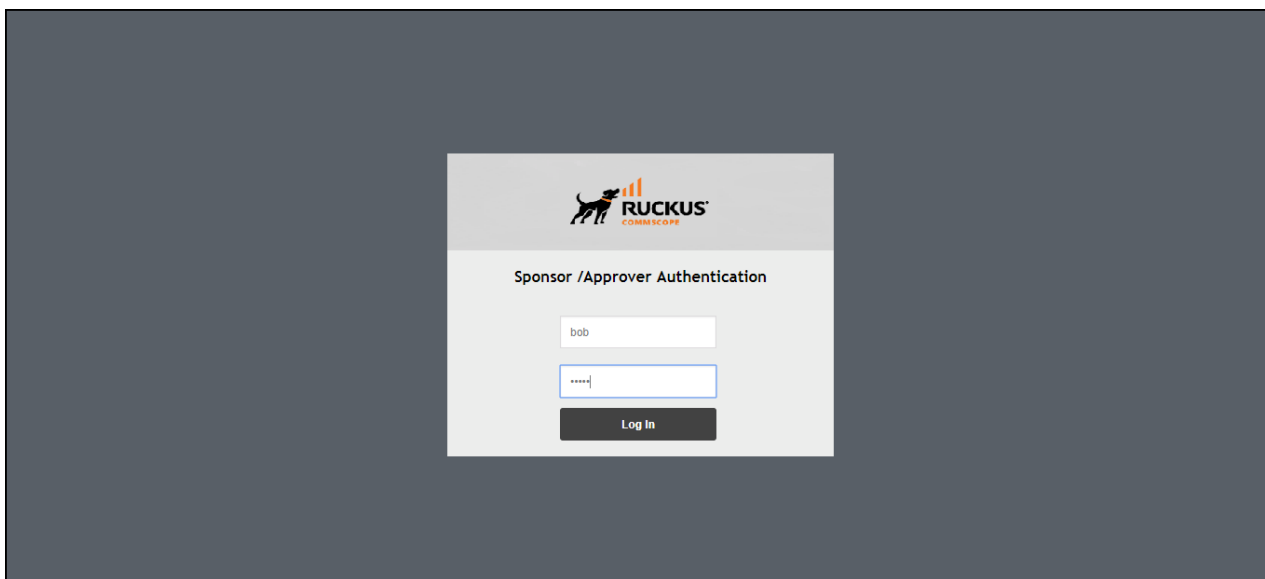 RUCKUS
COMMSCOPE
Sponsor /Approver Authentication
bob
•••••
Log In